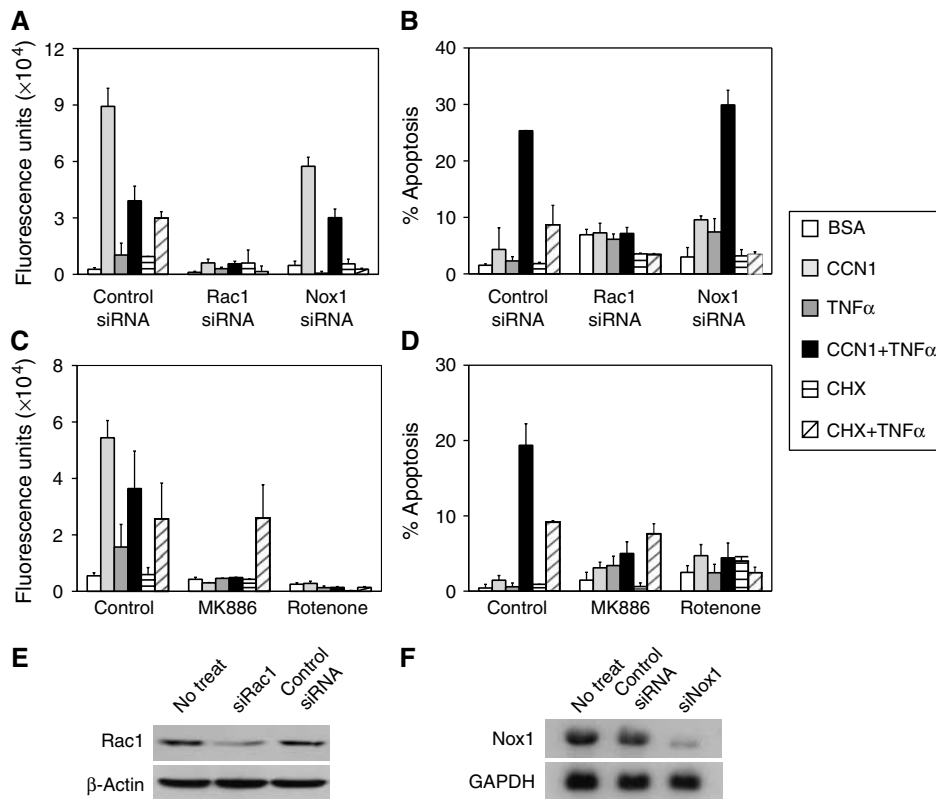 A
Fluorescence units (×10⁴)
12
9
6
3
0
Control siRNA
Rac1 siRNA
Nox1 siRNA
B
% Apoptosis
40
30
20
10
0
Control siRNA
Rac1 siRNA
Nox1 siRNA
BSA
CCN1
TNFα
CCN1+TNFα
CHX
CHX+TNFα
C
Fluorescence units (×10⁴)
8
6
4
2
0
Control
MK886
Rotenone
D
% Apoptosis
30
20
10
0
Control
MK886
Rotenone
E
No treat
siRac1
Control siRNA
Rac1
β-Actin
F
No treat
Control siRNA
siNox1
Nox1
GAPDH